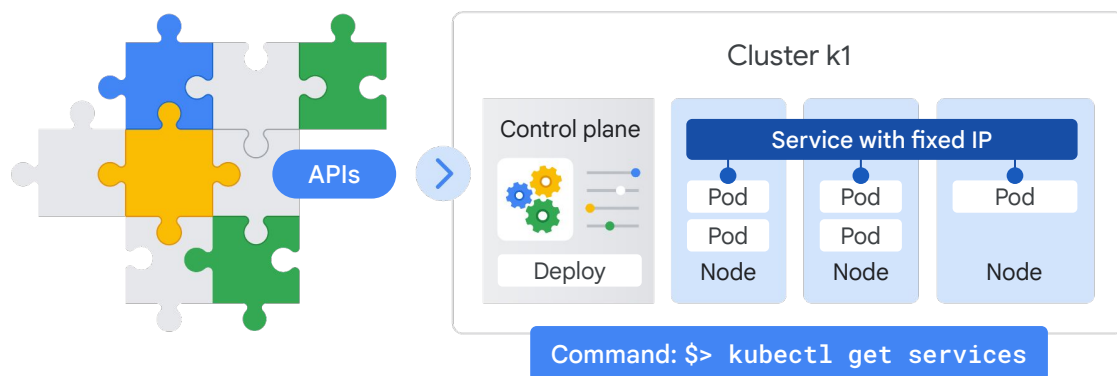 Cluster k1
APIs
Control plane
Deploy
Service with fixed IP
Pod
Pod
Node
Pod
Pod
Node
Pod
Node
Command: $> kubectl get services